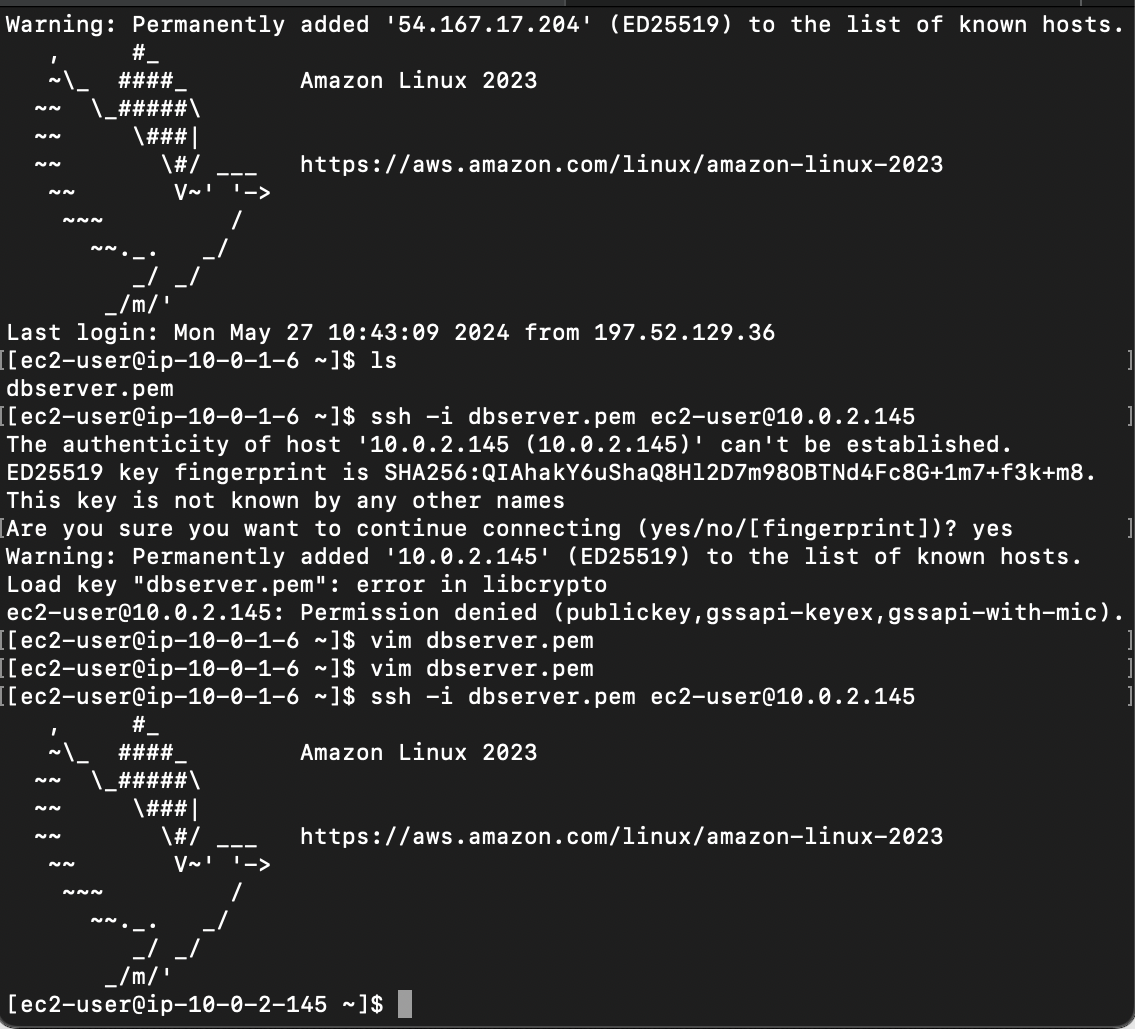 Warning: Permanently added '54.167.17.204' (ED25519) to the list of known hosts.
   ,     #_
   ~\_  ####_        Amazon Linux 2023
  ~~  \_#####\
  ~~     \###|
  ~~       \#/ ___   https://aws.amazon.com/linux/amazon-linux-2023
   ~~       V~' '->
    ~~~         /
      ~~._.   _/
         _/ _/
       _/m/'
Last login: Mon May 27 10:43:09 2024 from 197.52.129.36
[[ec2-user@ip-10-0-1-6 ~]$ ls ]
dbserver.pem
[[ec2-user@ip-10-0-1-6 ~]$ ssh -i dbserver.pem ec2-user@10.0.2.145 ]
The authenticity of host '10.0.2.145 (10.0.2.145)' can't be established.
ED25519 key fingerprint is SHA256:QIAhakY6uShaQ8Hl2D7m98OBTNd4Fc8G+1m7+f3k+m8.
This key is not known by any other names
[Are you sure you want to continue connecting (yes/no/[fingerprint])? yes ]
Warning: Permanently added '10.0.2.145' (ED25519) to the list of known hosts.
Load key "dbserver.pem": error in libcrypto
ec2-user@10.0.2.145: Permission denied (publickey,gssapi-keyex,gssapi-with-mic).
[[ec2-user@ip-10-0-1-6 ~]$ vim dbserver.pem ]
[[ec2-user@ip-10-0-1-6 ~]$ vim dbserver.pem ]
[[ec2-user@ip-10-0-1-6 ~]$ ssh -i dbserver.pem ec2-user@10.0.2.145 ]
   ,     #_
   ~\_  ####_        Amazon Linux 2023
  ~~  \_#####\
  ~~     \###|
  ~~       \#/ ___   https://aws.amazon.com/linux/amazon-linux-2023
   ~~       V~' '->
    ~~~         /
      ~~._.   _/
         _/ _/
       _/m/'
[ec2-user@ip-10-0-2-145 ~]$